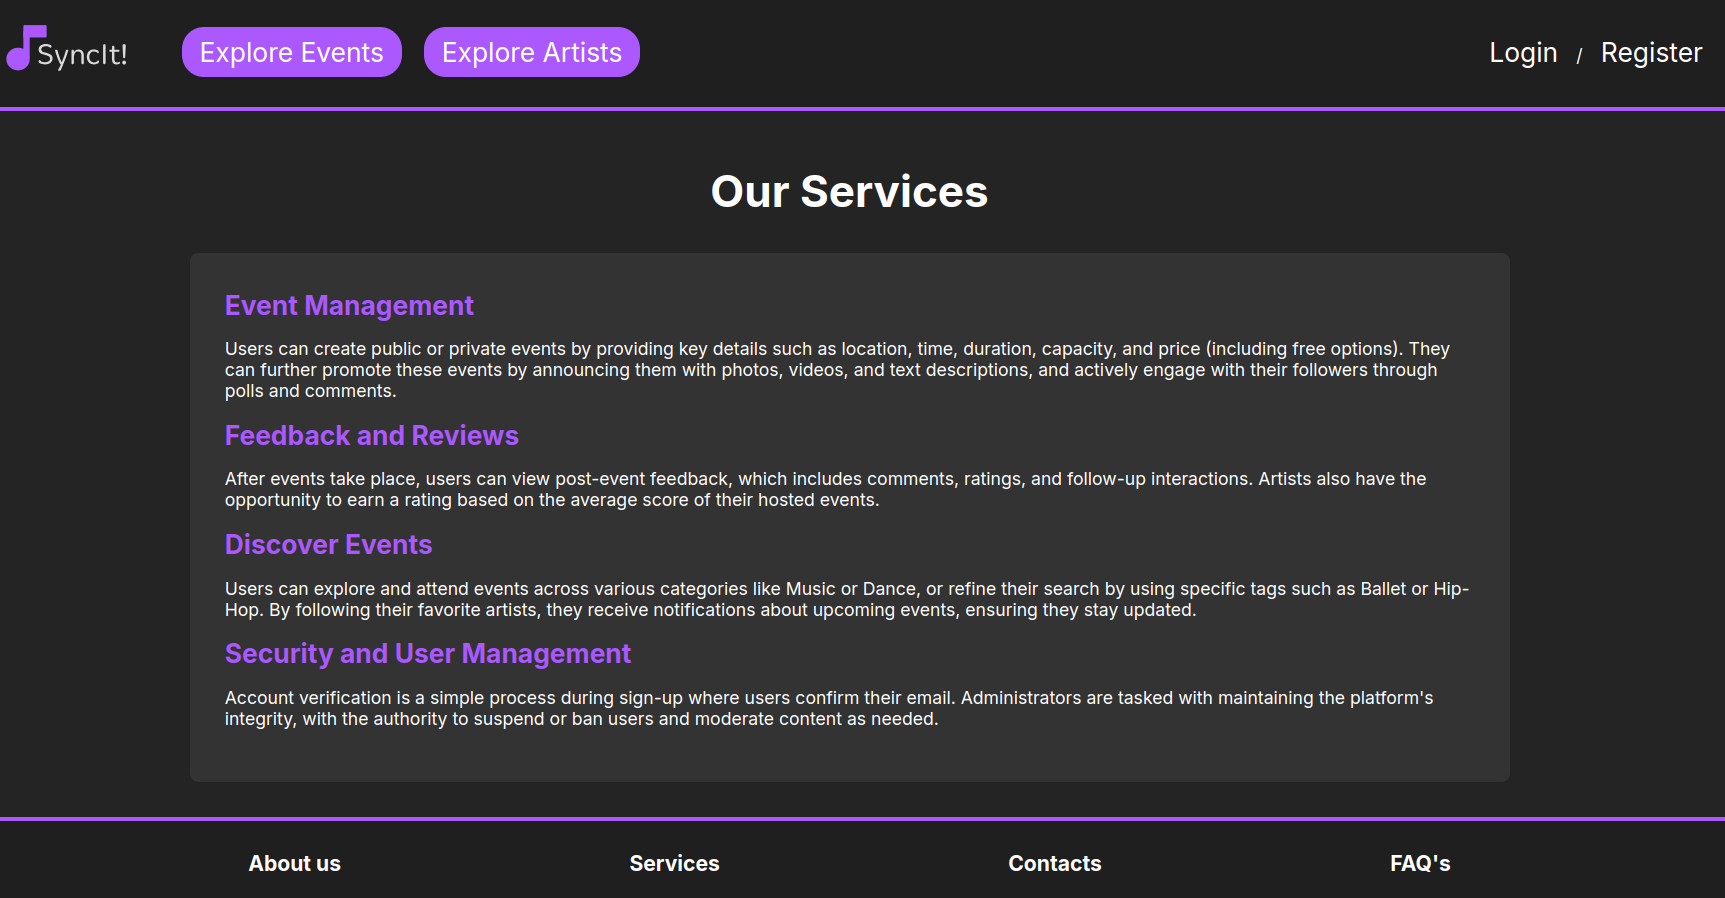 SyncIt!
Explore Events
Explore Artists
Login / Register
Our Services
Event Management
Users can create public or private events by providing key details such as location, time, duration, capacity, and price (including free options). They
can further promote these events by announcing them with photos, videos, and text descriptions, and actively engage with their followers through
polls and comments.
Feedback and Reviews
After events take place, users can view post-event feedback, which includes comments, ratings, and follow-up interactions. Artists also have the
opportunity to earn a rating based on the average score of their hosted events.
Discover Events
Users can explore and attend events across various categories like Music or Dance, or refine their search by using specific tags such as Ballet or Hip-
Hop. By following their favorite artists, they receive notifications about upcoming events, ensuring they stay updated.
Security and User Management
Account verification is a simple process during sign-up where users confirm their email. Administrators are tasked with maintaining the platform's
integrity, with the authority to suspend or ban users and moderate content as needed.
About us
Services
Contacts
FAQ's